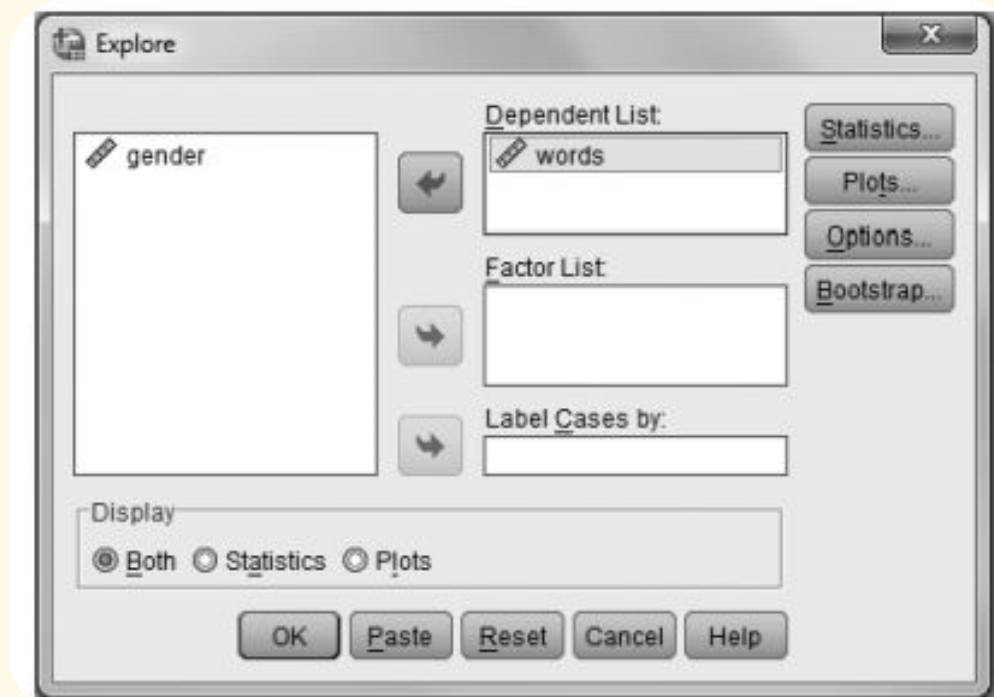 Explore
gender
Dependent List:
words
Factor List:
Label Cases by:
Statistics...
Plots...
Options...
Bootstrap...
Display
Both Statistics Plots
OK Paste Reset Cancel Help